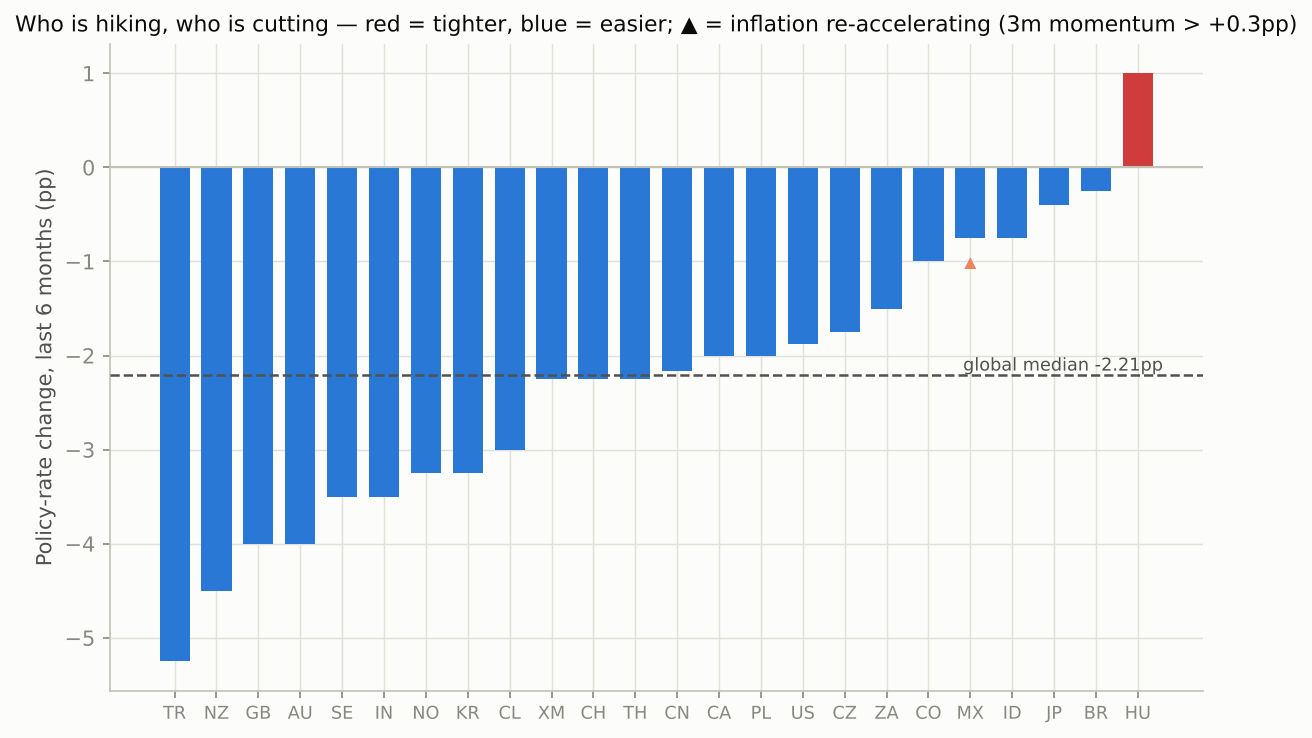 Who is hiking, who is cutting — red = tighter, blue = easier; ▲ = inflation re-accelerating (3m momentum > +0.3pp)
Policy-rate change, last 6 months (pp)
1
0
−1
−2
−3
−4
−5
global median -2.21pp
TR NZ GB AU SE IN NO KR CL XM CH TH CN CA PL US CZ ZA CO MX ID JP BR HU